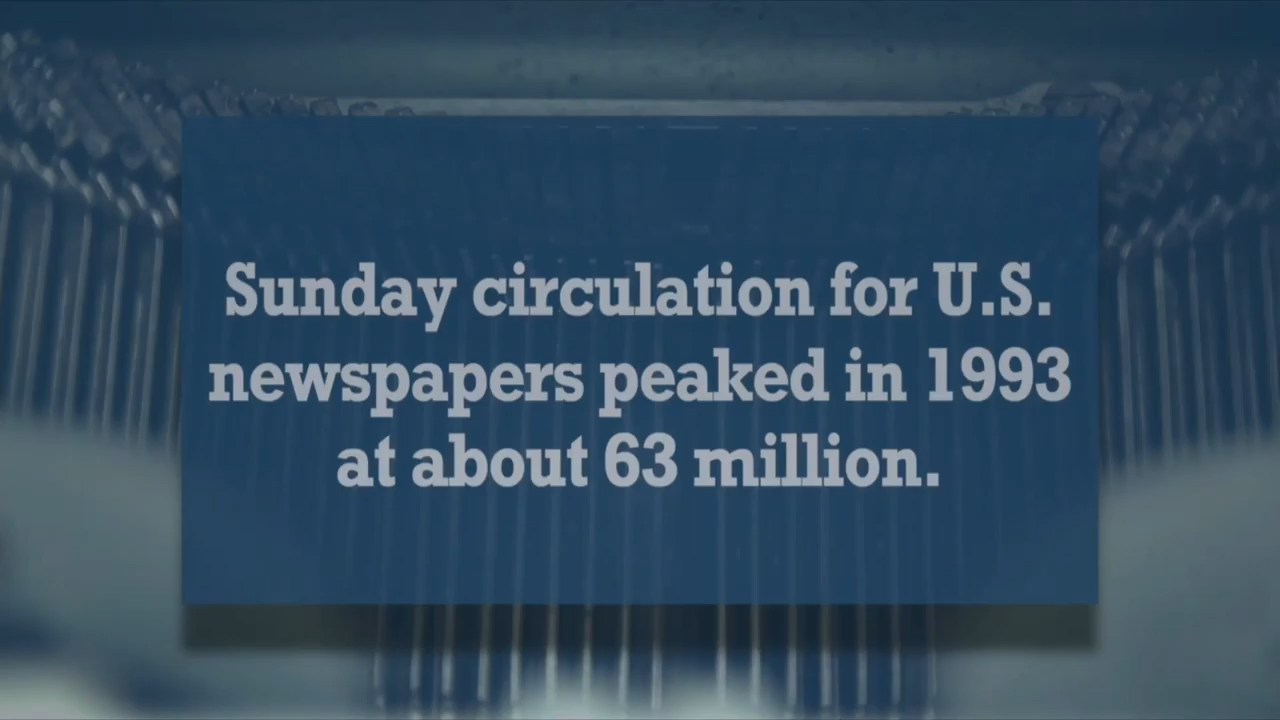 Sunday circulation for U.S.
newspapers peaked in 1993
at about 63 million.